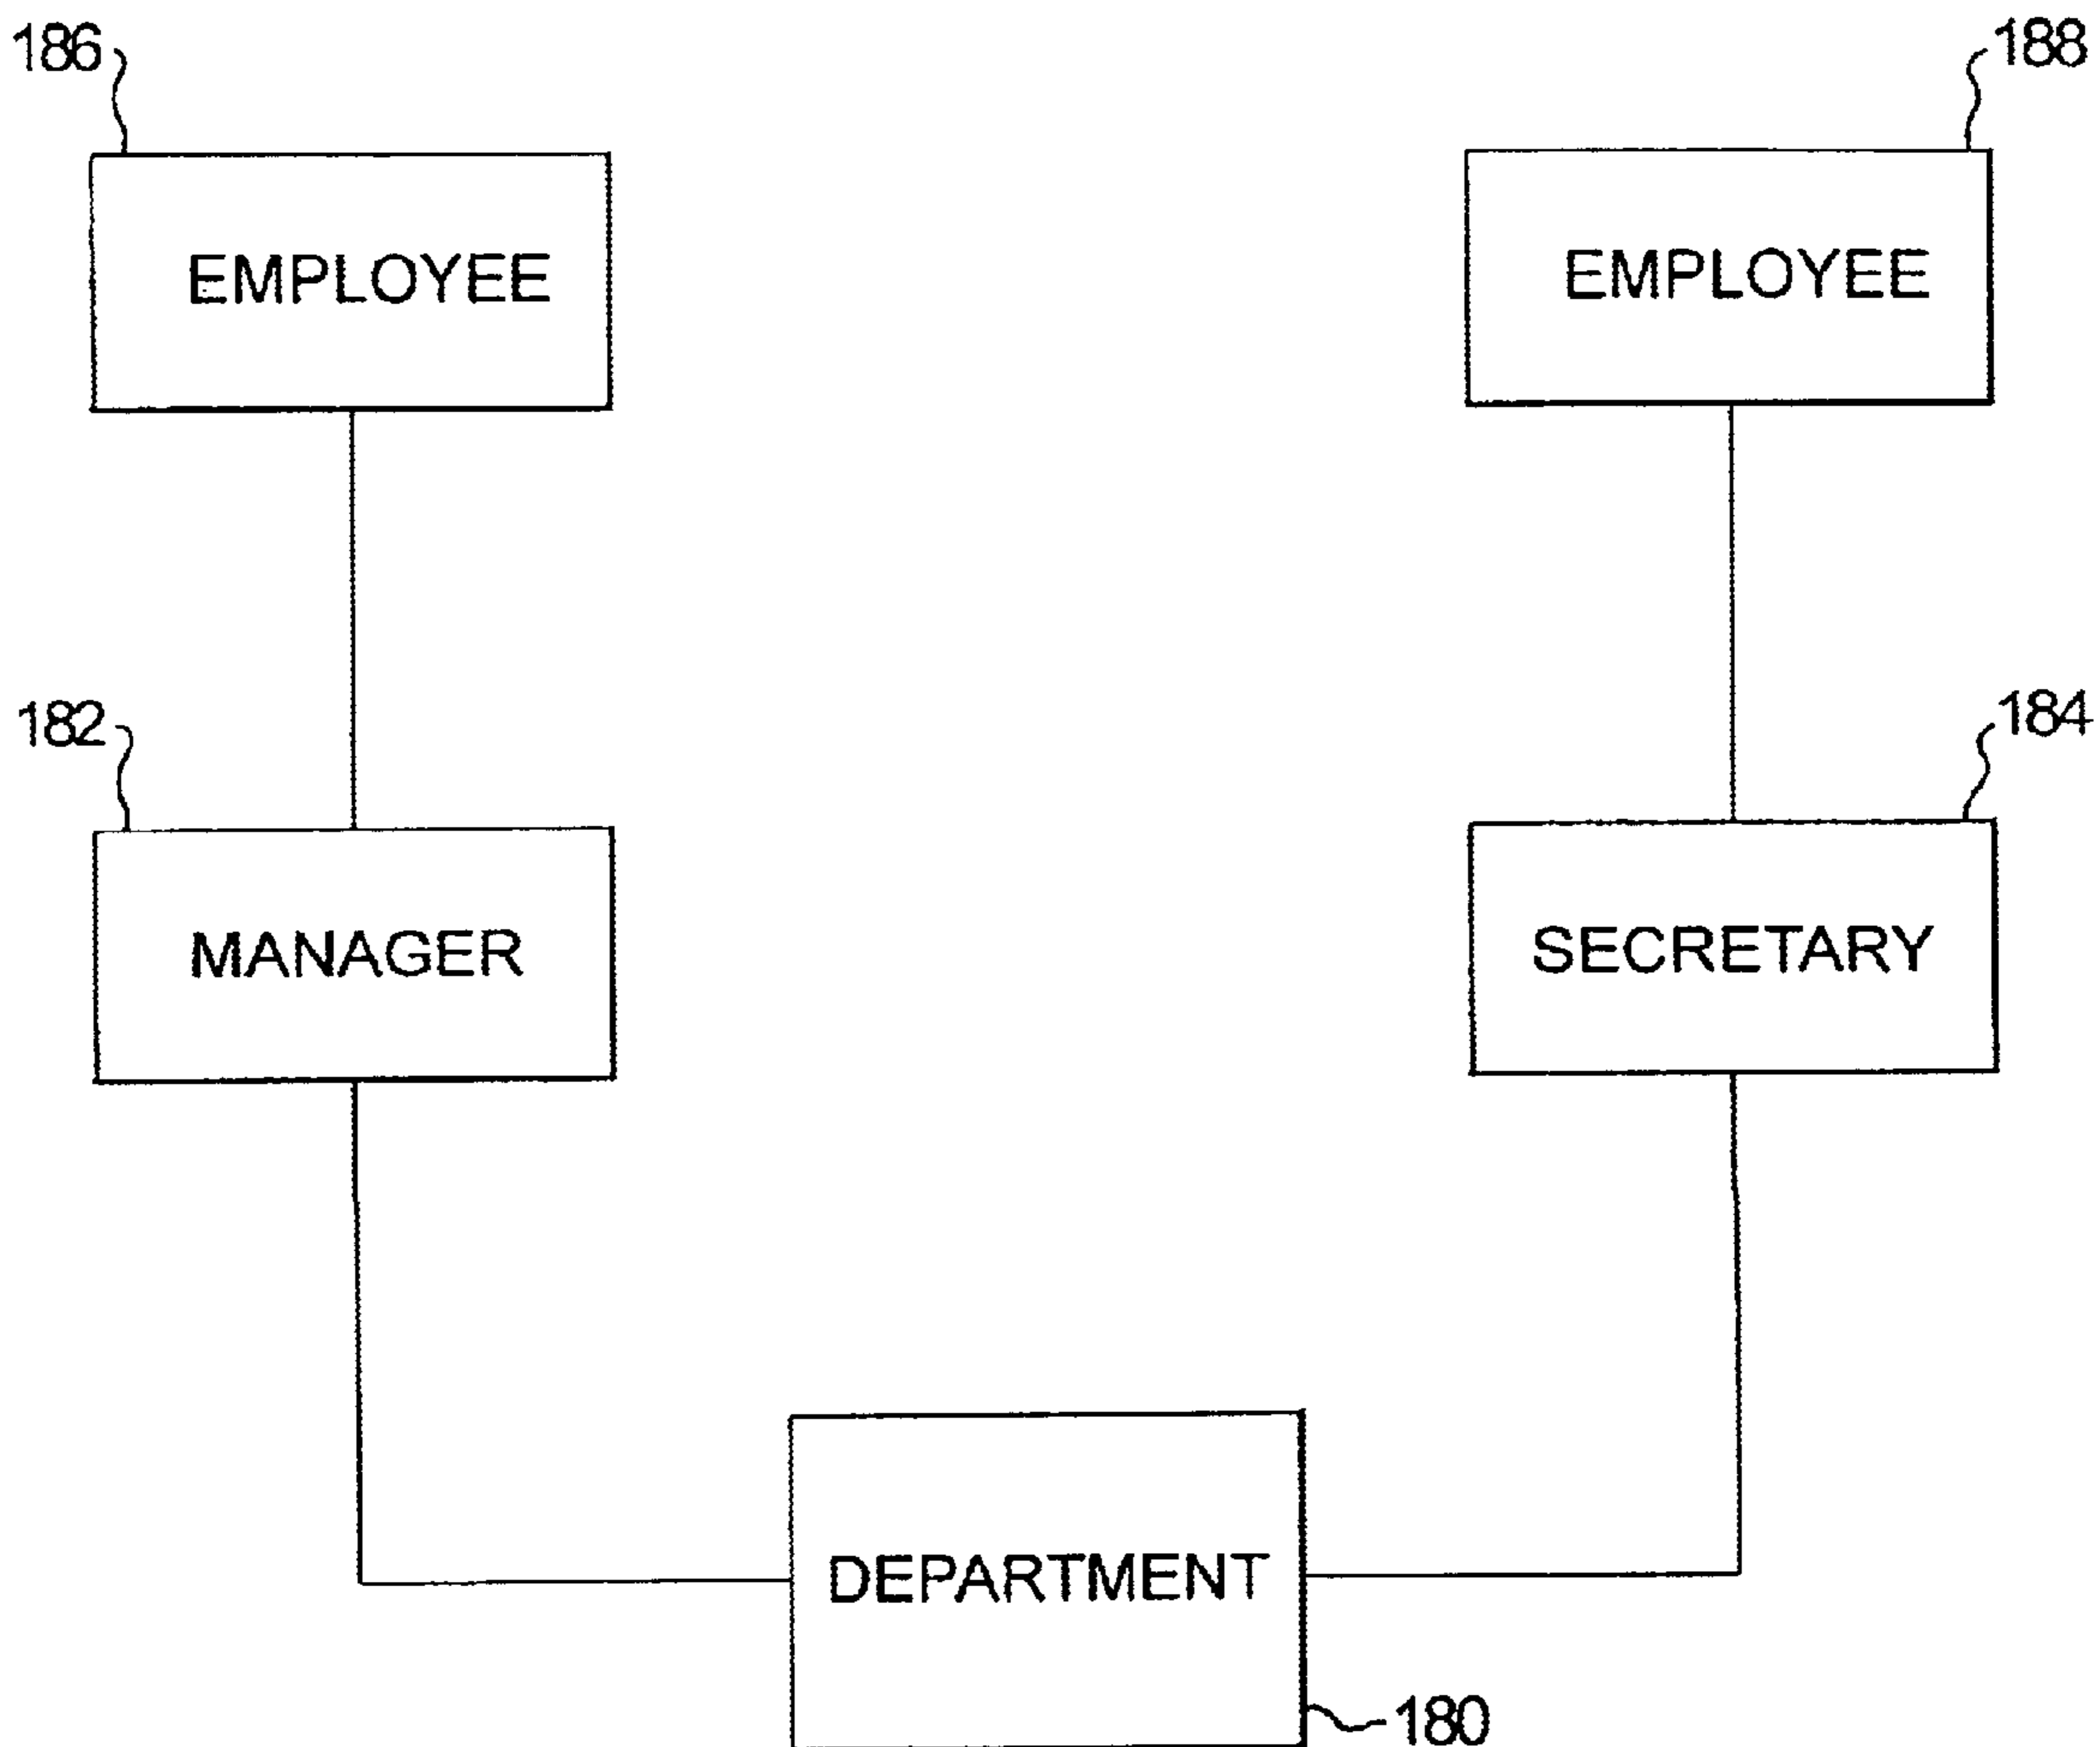 186
188
EMPLOYEE
EMPLOYEE
182
184
MANAGER
SECRETARY
DEPARTMENT
180